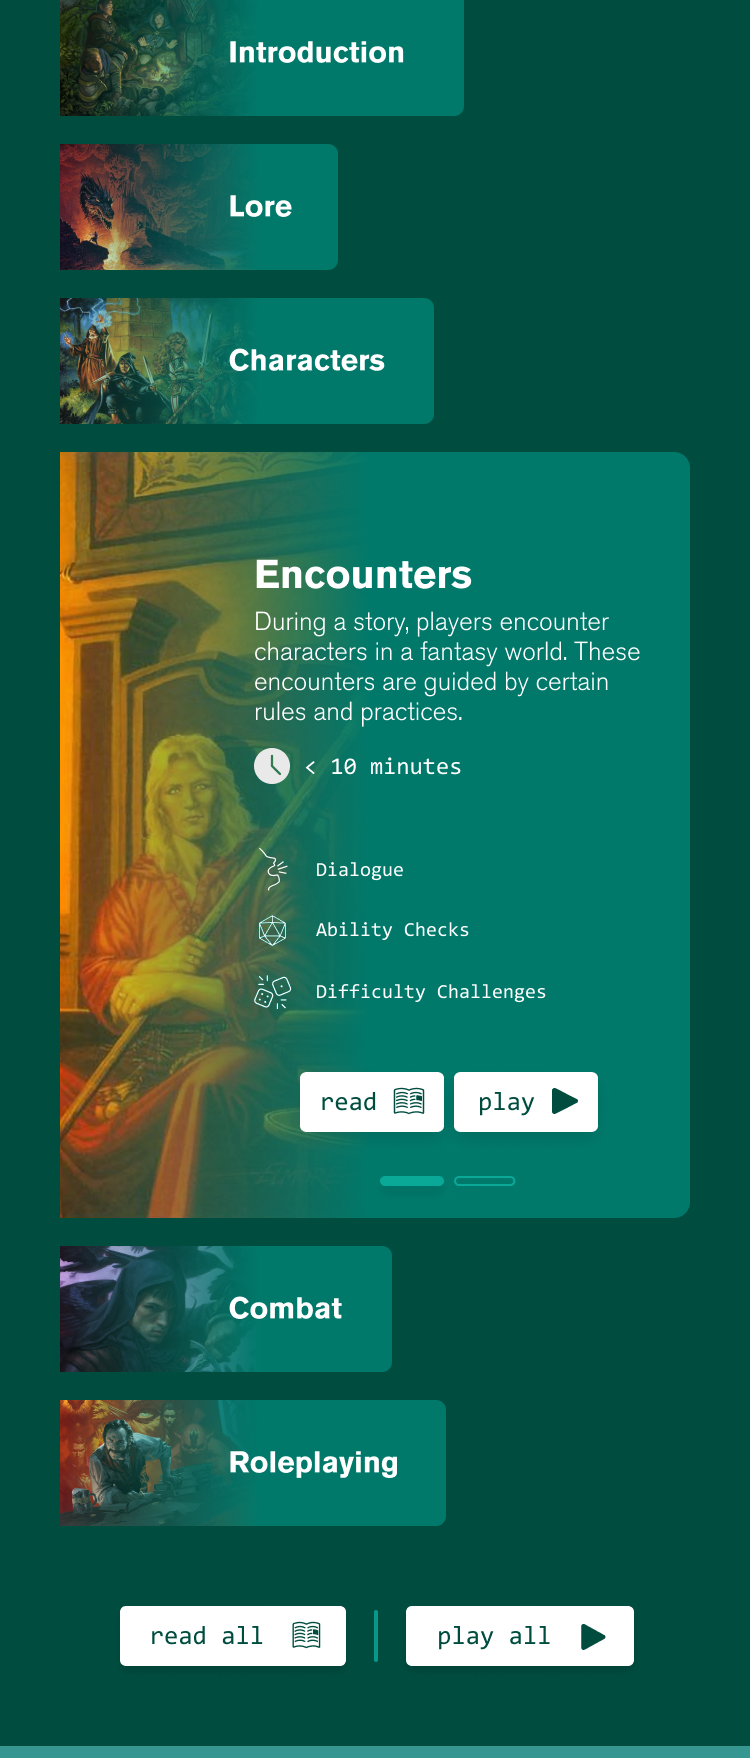 Introduction
Lore
Characters
Encounters
During a story, players encounter
characters in a fantasy world. These
encounters are guided by certain
rules and practices.
< 10 minutes
Dialogue
Ability Checks
Difficulty Challenges
read
play
Combat
Roleplaying
read all
play all